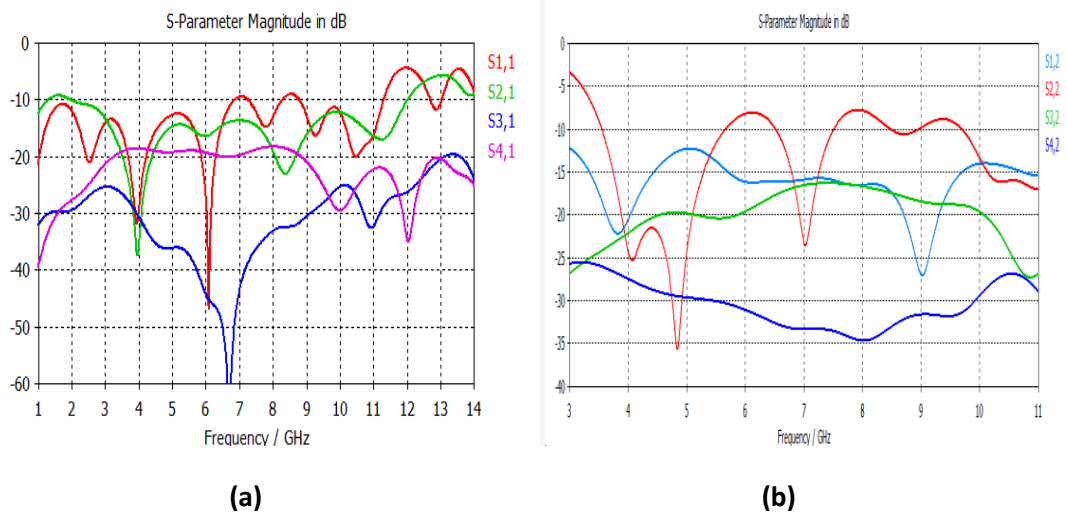 S-Parameter Magnitude in dB
0
-10
-20
-30
-40
-50
-60
1 2 3 4 5 6 7 8 9 10 11 12 13 14
Frequency / GHz
S1,1
S2,1
S3,1
S4,1
(a)
S-Parameter Magnitude in dB
0
-5
-10
-15
-20
-25
-30
-35
-40
3 4 5 6 7 8 9 10 11
Frequency / GHz
S1,2
S2,2
S3,2
S4,2
(b)